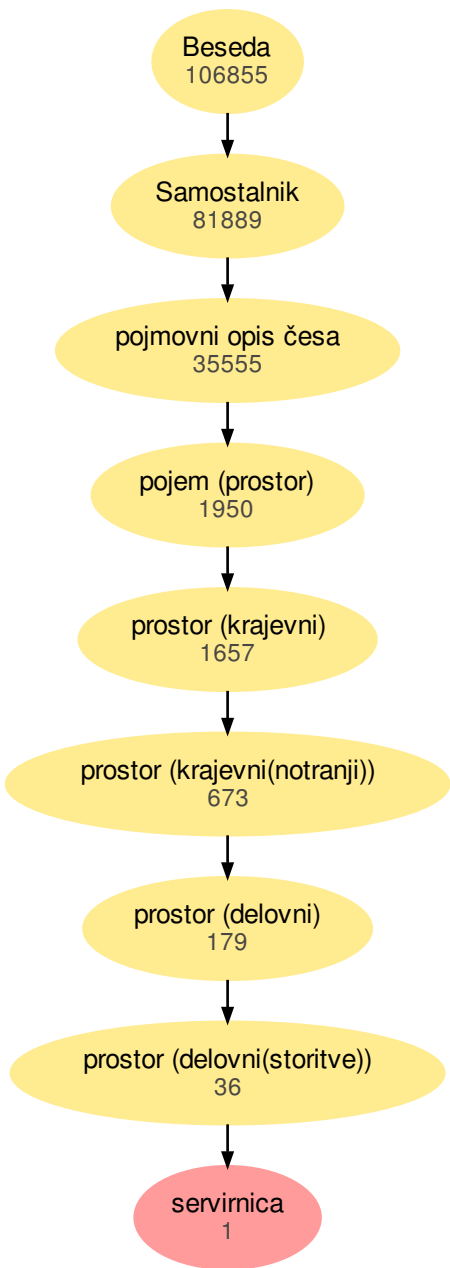 Beseda
106855
Samostalnik
81889
pojmovni opis česa
35555
pojem (prostor)
1950
prostor (krajevni)
1657
prostor (krajevni(notranji))
673
prostor (delovni)
179
prostor (delovni(storitve))
36
servirnica
1